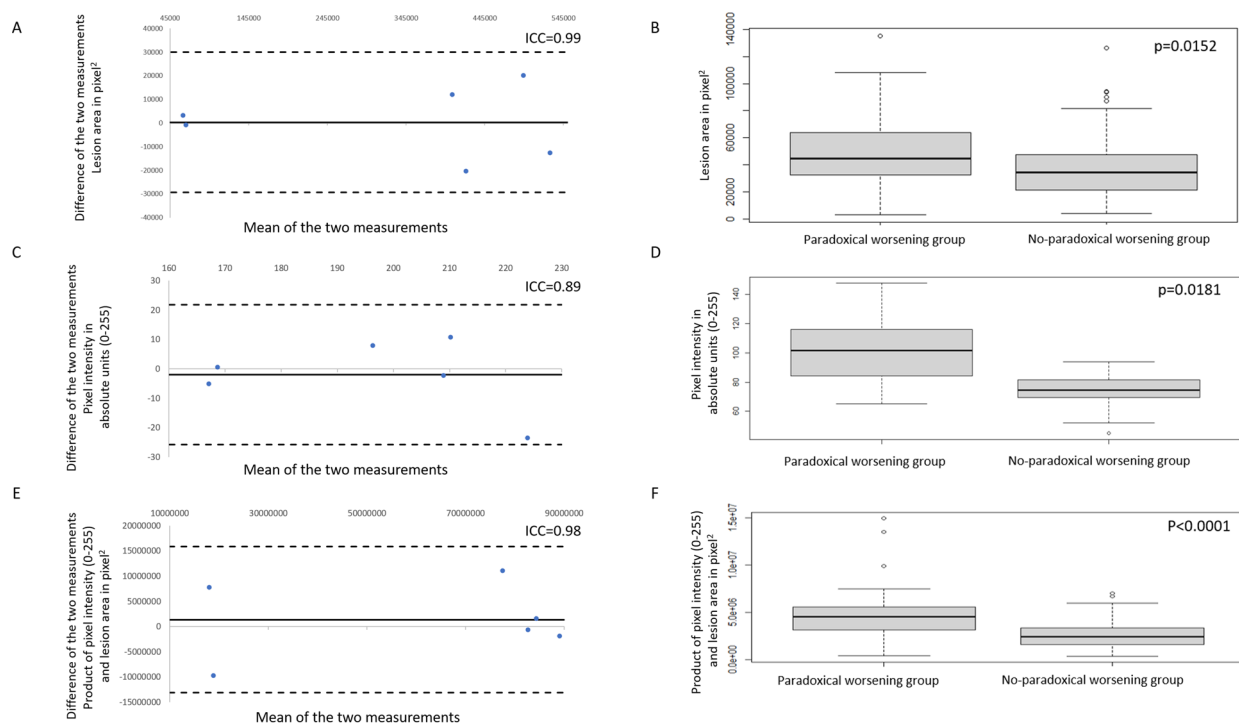 A
45000 145000 245000 345000 445000 545000
ICC=0.99
40000
30000
20000
10000
0
-10000
-20000
-30000
-40000
Difference of the two measurements
Lesion area in pixel²
Mean of the two measurements
B
p=0.0152
140000
100000
60000
20000
0
Lesion area in pixel²
Paradoxical worsening group No-paradoxical worsening group
C
160 170 180 190 200 210 220 230
ICC=0.89
30
20
10
0
-10
-20
-30
Difference of the two measurements
Pixel intensity in
absolute units (0-255)
Mean of the two measurements
D
p=0.0181
140
120
100
80
60
Pixel intensity in
absolute units (0-255)
Paradoxical worsening group No-paradoxical worsening group
E
10000000 30000000 50000000 70000000 90000000
ICC=0.98
20000000
15000000
10000000
5000000
0
-5000000
-10000000
-15000000
Difference of the two measurements
Product of pixel intensity (0-255)
and lesion area in pixel²
Mean of the two measurements
F
P<0.0001
1.5e+07
1.0e+07
5.0e+06
0.0e+00
Product of pixel intensity (0-255)
and lesion area in pixel²
Paradoxical worsening group No-paradoxical worsening group